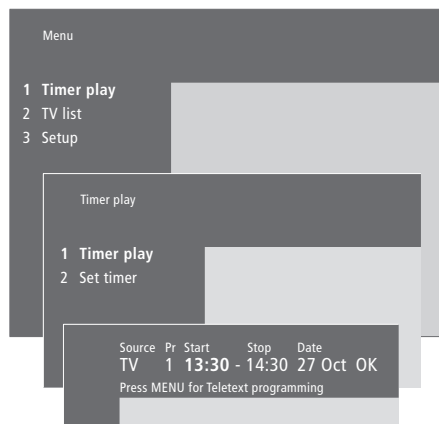 Menu
1 Timer play
2 TV list
3 Setup
Timer play
1 Timer play
2 Set timer
Source Pr Start Stop Date
TV 1 13:30 - 14:30 27 Oct OK
Press MENU for Teletext programming